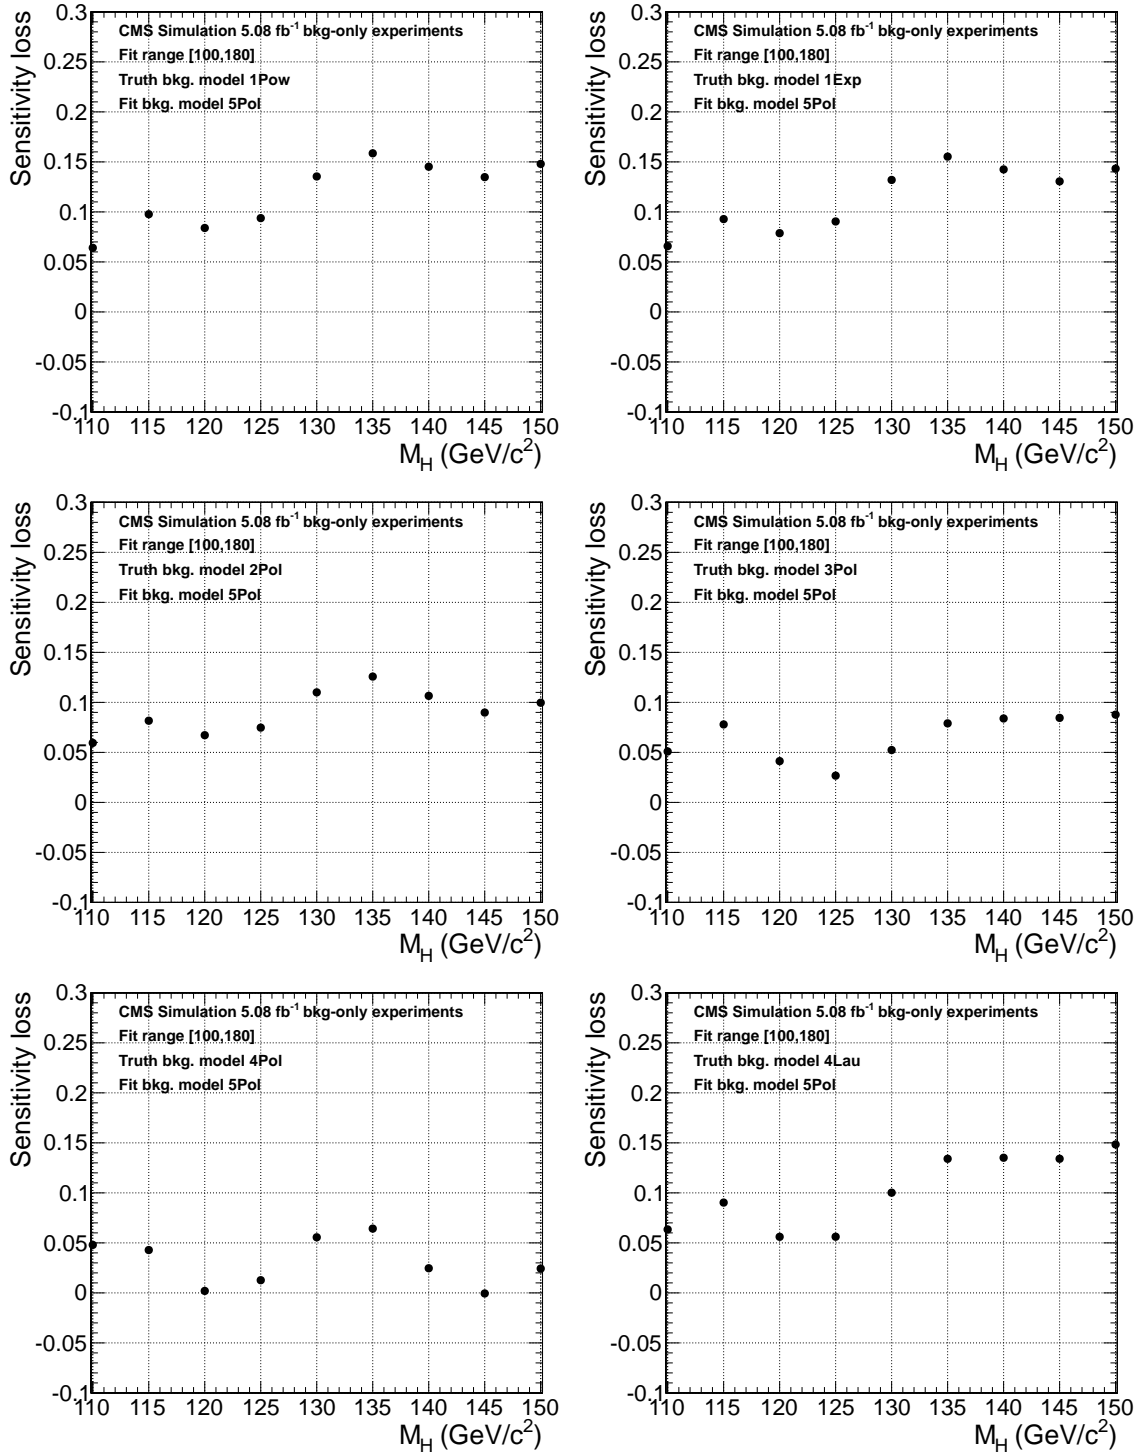 Sensitivity loss
0.3
0.25
0.2
0.15
0.1
0.05
0
-0.05
-0.1
CMS Simulation 5.08 fb⁻¹ bkg-only experiments
Fit range [100,180]
Truth bkg. model 1Pow
Fit bkg. model 5Pol
110 115 120 125 130 135 140 145 150
M_H (GeV/c²)
Sensitivity loss
0.3
0.25
0.2
0.15
0.1
0.05
0
-0.05
-0.1
CMS Simulation 5.08 fb⁻¹ bkg-only experiments
Fit range [100,180]
Truth bkg. model 1Exp
Fit bkg. model 5Pol
110 115 120 125 130 135 140 145 150
M_H (GeV/c²)
Sensitivity loss
0.3
0.25
0.2
0.15
0.1
0.05
0
-0.05
-0.1
CMS Simulation 5.08 fb⁻¹ bkg-only experiments
Fit range [100,180]
Truth bkg. model 2Pol
Fit bkg. model 5Pol
110 115 120 125 130 135 140 145 150
M_H (GeV/c²)
Sensitivity loss
0.3
0.25
0.2
0.15
0.1
0.05
0
-0.05
-0.1
CMS Simulation 5.08 fb⁻¹ bkg-only experiments
Fit range [100,180]
Truth bkg. model 3Pol
Fit bkg. model 5Pol
110 115 120 125 130 135 140 145 150
M_H (GeV/c²)
Sensitivity loss
0.3
0.25
0.2
0.15
0.1
0.05
0
-0.05
-0.1
CMS Simulation 5.08 fb⁻¹ bkg-only experiments
Fit range [100,180]
Truth bkg. model 4Pol
Fit bkg. model 5Pol
110 115 120 125 130 135 140 145 150
M_H (GeV/c²)
Sensitivity loss
0.3
0.25
0.2
0.15
0.1
0.05
0
-0.05
-0.1
CMS Simulation 5.08 fb⁻¹ bkg-only experiments
Fit range [100,180]
Truth bkg. model 4Lau
Fit bkg. model 5Pol
110 115 120 125 130 135 140 145 150
M_H (GeV/c²)